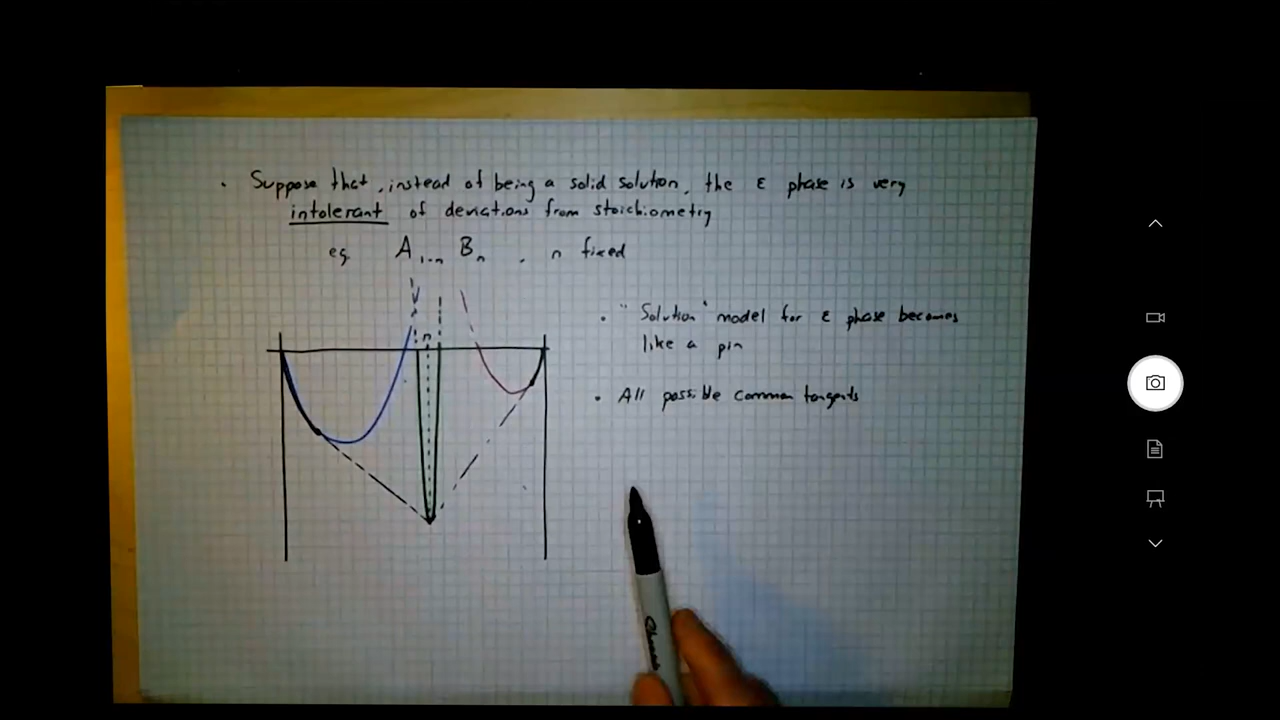 • Suppose that, instead of being a solid solution, the ε phase is very
intolerant of deviations from stoichiometry
eg. A₁₋ₙ Bₙ , n fixed
• "Solution" model for ε phase becomes
like a pin
n
• All possible common tangents
Sharpie